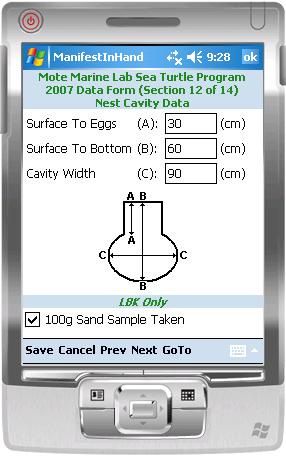 ManifestInHand 9:28 ok
Mote Marine Lab Sea Turtle Program
2007 Data Form (Section 12 of 14)
Nest Cavity Data
Surface To Eggs (A): 30 (cm)
Surface To Bottom (B): 60 (cm)
Cavity Width (C): 90 (cm)
A B
A
C C
B
LBK Only
100g Sand Sample Taken
Save Cancel Prev Next GoTo